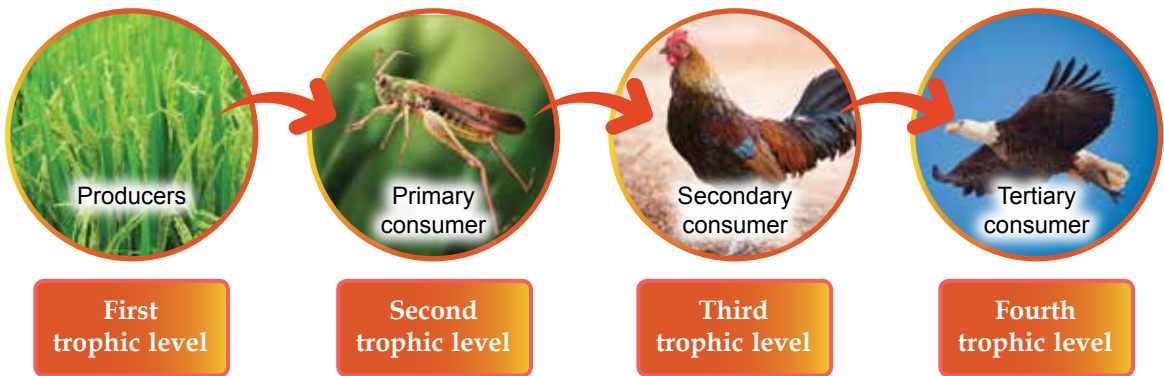 Producers
Primary
consumer
Secondary
consumer
Tertiary
consumer
First
trophic level
Second
trophic level
Third
trophic level
Fourth
trophic level